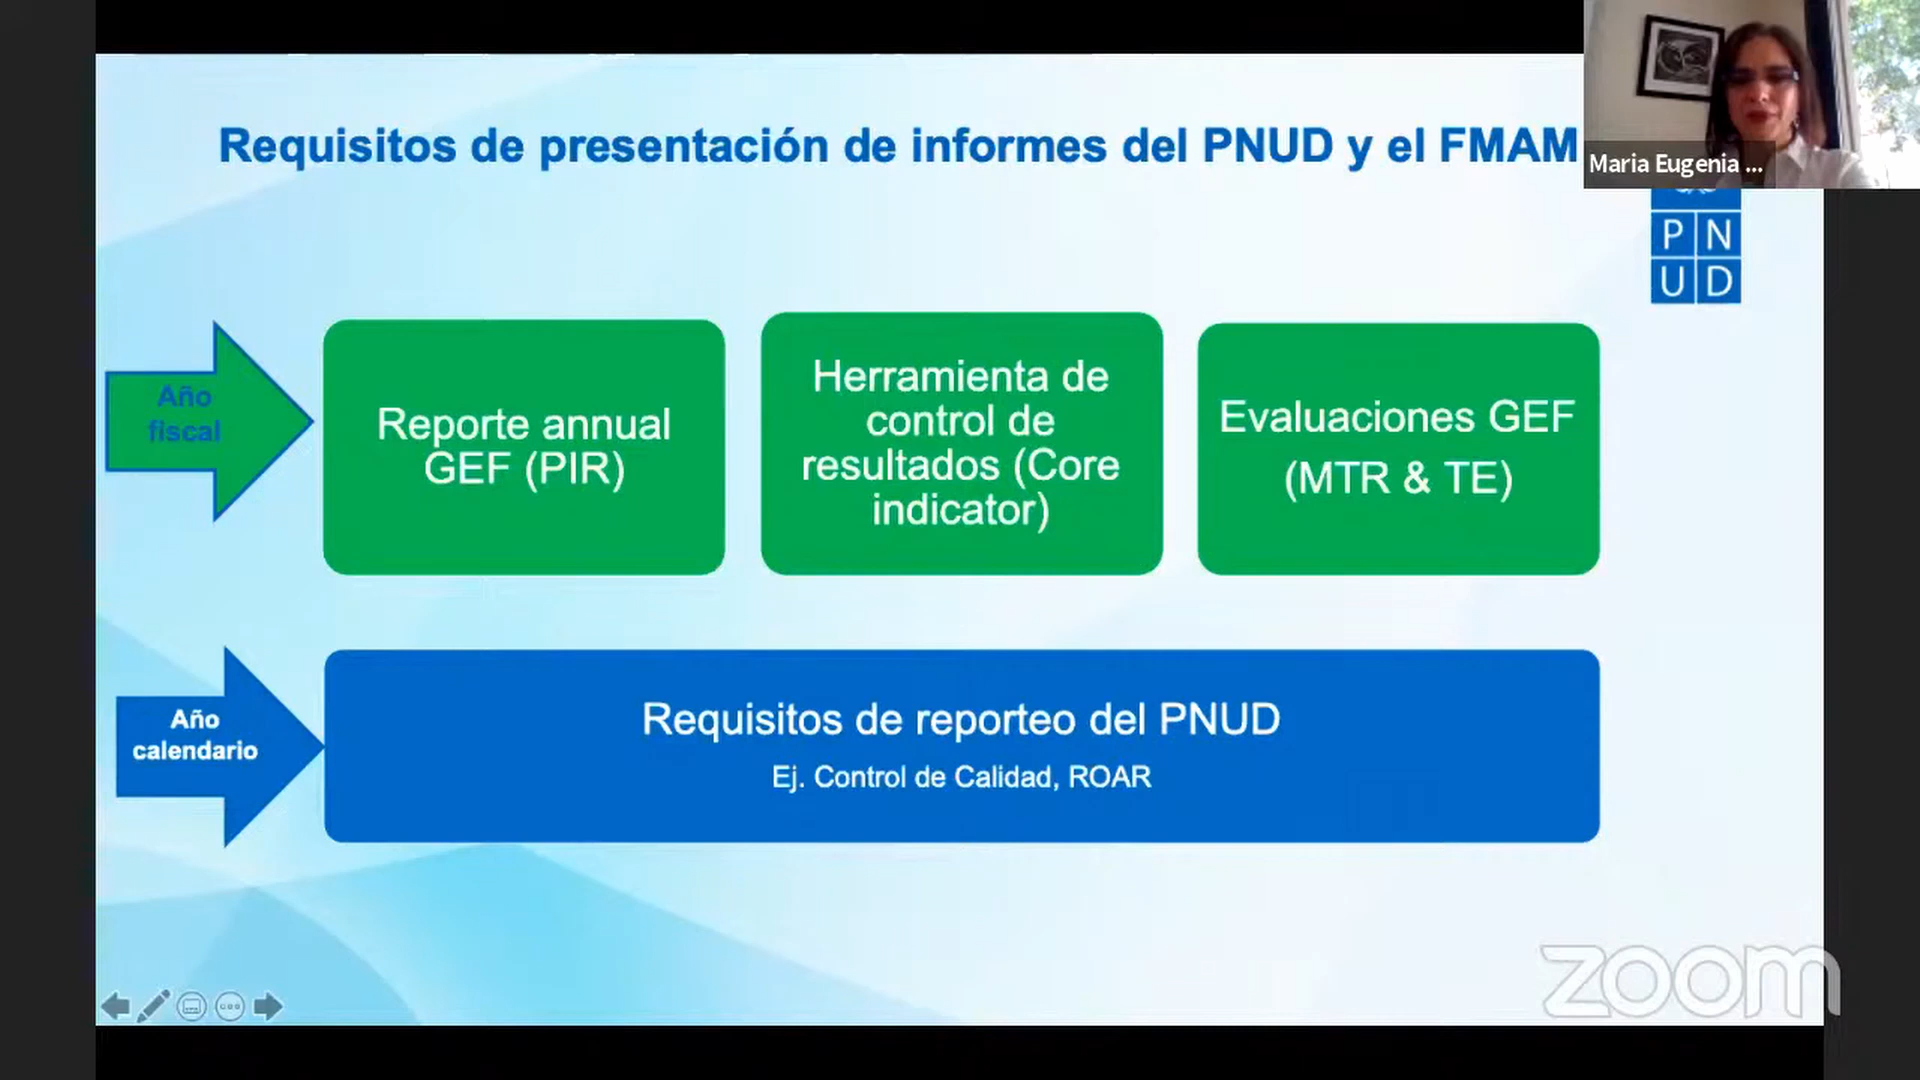 Requisitos de presentación de informes del PNUD y el FMAM
Maria Eugenia ...
P N
U D
Año
fiscal
Reporte annual
GEF (PIR)
Herramienta de
control de
resultados (Core
indicator)
Evaluaciones GEF
(MTR & TE)
Año
calendario
Requisitos de reporteo del PNUD
Ej. Control de Calidad, ROAR
zoom